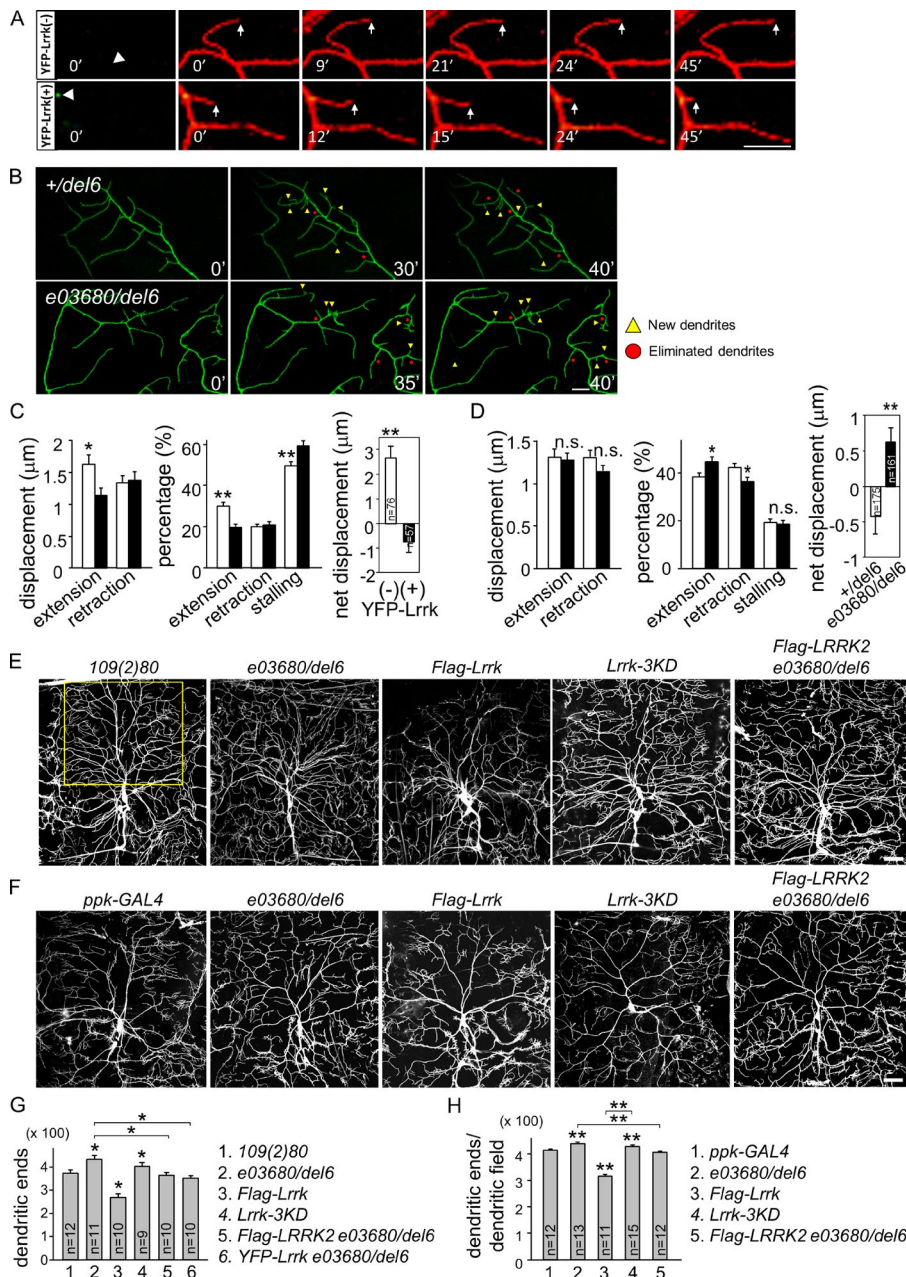 A
YFP-Lrrk(-)
0' 0' 9' 21' 24' 45'
YFP-Lrrk(+)
0' 0' 12' 15' 24' 45'
B
+/del6
0' 30' 40'
e03680/del6
0' 35' 40'
New dendrites
Eliminated dendrites
C
displacement (μm)
2
1.5
1
0.5
0
*
extension
retraction
percentage (%)
60
40
20
0
**
**
extension
retraction
stalling
net displacement (μm)
3
2
1
0
-1
-2
**
n=76
n=57
(-)(+)
YFP-Lrrk
D
displacement (μm)
1.5
1
0.5
0
n.s.
n.s.
extension
retraction
percentage (%)
60
40
20
0
*
*
n.s.
extension
retraction
stalling
net displacement (μm)
1
0.5
0
-0.5
-1
**
n=175
n=161
+/del6
e03680/del6
E
109(2)80
e03680/del6
Flag-Lrrk
Lrrk-3KD
Flag-LRRK2
e03680/del6
F
ppk-GAL4
e03680/del6
Flag-Lrrk
Lrrk-3KD
Flag-LRRK2
e03680/del6
G
(x 100)
dendritic ends
4
3
2
1
0
*
*
*
*
*
n=12 n=11 n=10 n=9 n=10 n=10
1 2 3 4 5 6
1. 109(2)80
2. e03680/del6
3. Flag-Lrrk
4. Lrrk-3KD
5. Flag-LRRK2 e03680/del6
6. YFP-Lrrk e03680/del6
H
(x 100)
dendritic ends/
dendritic field
4
3
2
1
0
**
**
**
**
**
n=12 n=13 n=11 n=15 n=12
1 2 3 4 5
1. ppk-GAL4
2. e03680/del6
3. Flag-Lrrk
4. Lrrk-3KD
5. Flag-LRRK2 e03680/del6